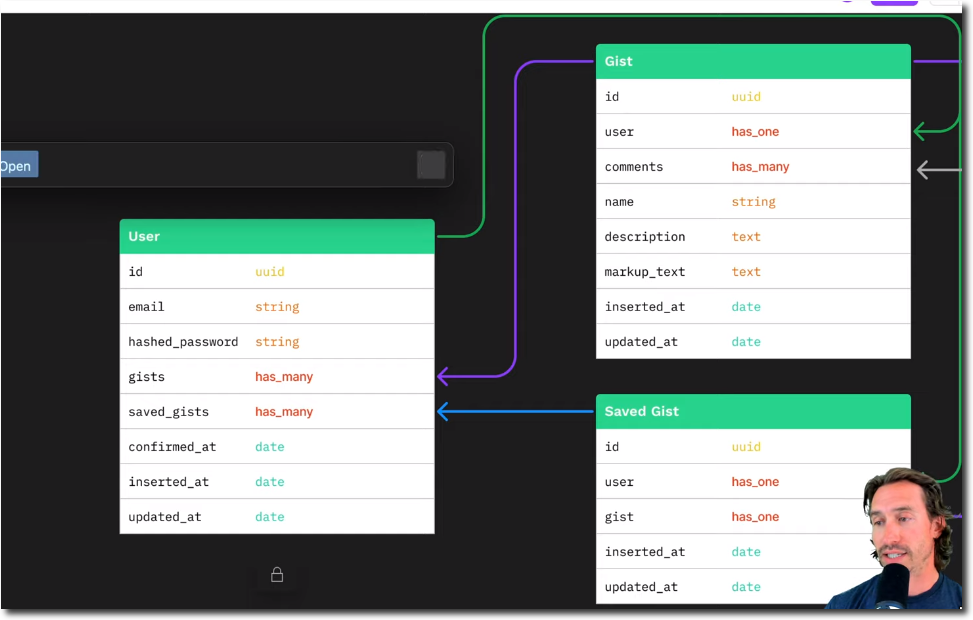 Open
User
id uuid
email string
hashed_password string
gists has_many
saved_gists has_many
confirmed_at date
inserted_at date
updated_at date
Gist
id uuid
user has_one
comments has_many
name string
description text
markup_text text
inserted_at date
updated_at date
Saved Gist
id uuid
user has_one
gist has_one
inserted_at date
updated_at date